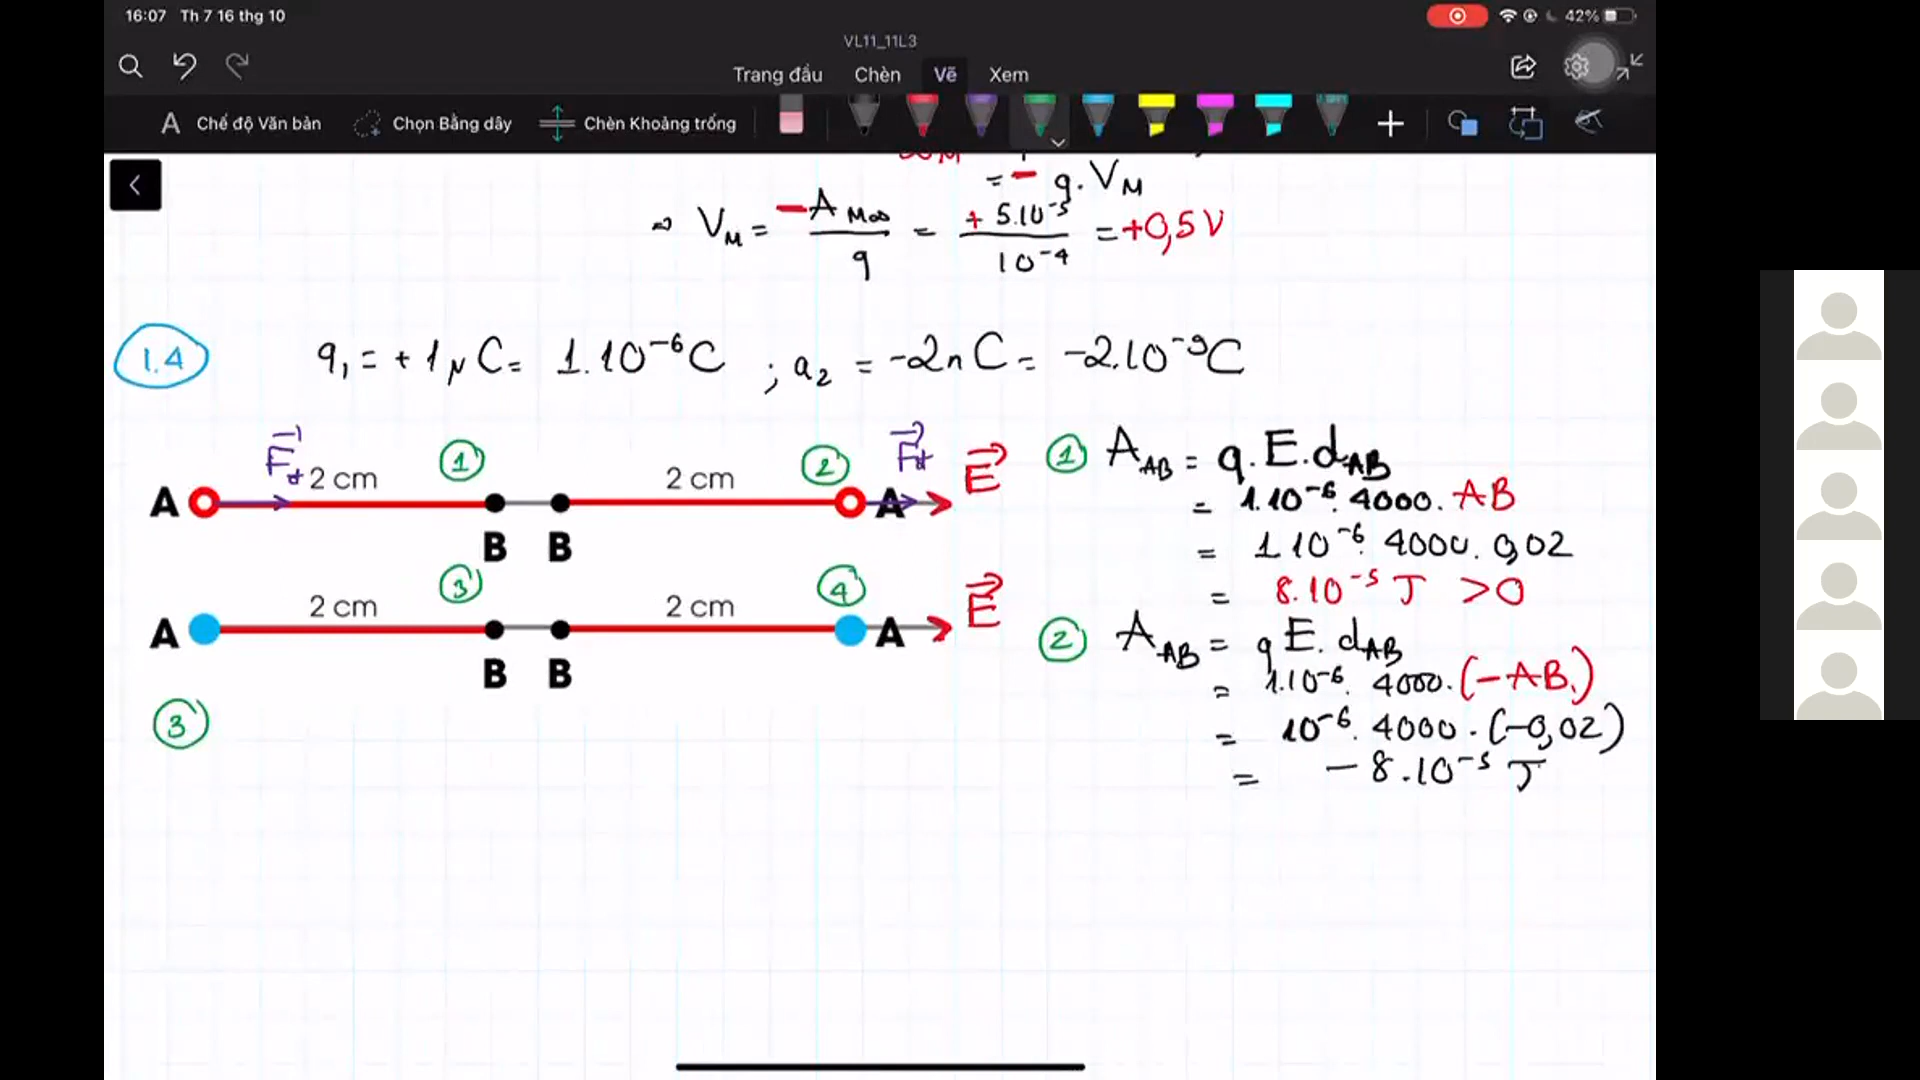 16:07 Th 7 16 thg 10
42%
VL11_11L3
Trang đầu Chèn Vẽ Xem
A Chế độ Văn bản Chọn Bằng dây Chèn Khoảng trống
= - q.V_M
⇒ V_M = -A_M∞ / q = +5.10⁻⁵ / 10⁻⁴ = +0,5 V
1.4 q₁ = +1μC = 1.10⁻⁶C ; q₂ = -2nC = -2.10⁻⁹C
F⃗đ 2 cm ① 2 cm ② F⃗đ E⃗
A A
B B
2 cm ③ 2 cm ④ E⃗
A A
B B
③
① A_AB = q.E.d_AB
= 1.10⁻⁶. 4000. AB
= 1.10⁻⁶. 4000. 0,02
= 8.10⁻⁵ J >0
② A_AB = qE.d_AB
= 1.10⁻⁶. 4000.(-AB.)
= 10⁻⁶. 4000.(-0,02)
= -8.10⁻⁵ J